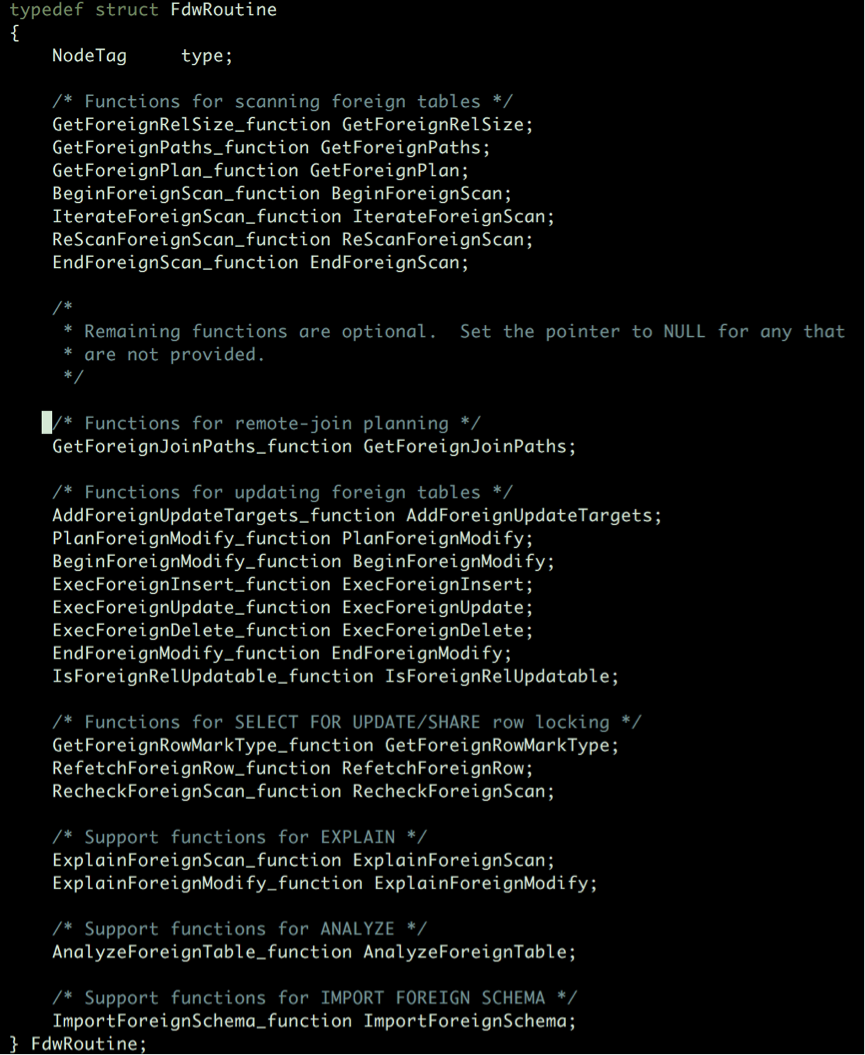 typedef struct FdwRoutine
{
    NodeTag     type;

    /* Functions for scanning foreign tables */
    GetForeignRelSize_function GetForeignRelSize;
    GetForeignPaths_function GetForeignPaths;
    GetForeignPlan_function GetForeignPlan;
    BeginForeignScan_function BeginForeignScan;
    IterateForeignScan_function IterateForeignScan;
    ReScanForeignScan_function ReScanForeignScan;
    EndForeignScan_function EndForeignScan;

    /*
     * Remaining functions are optional.  Set the pointer to NULL for any that
     * are not provided.
     */

    /* Functions for remote-join planning */
    GetForeignJoinPaths_function GetForeignJoinPaths;

    /* Functions for updating foreign tables */
    AddForeignUpdateTargets_function AddForeignUpdateTargets;
    PlanForeignModify_function PlanForeignModify;
    BeginForeignModify_function BeginForeignModify;
    ExecForeignInsert_function ExecForeignInsert;
    ExecForeignUpdate_function ExecForeignUpdate;
    ExecForeignDelete_function ExecForeignDelete;
    EndForeignModify_function EndForeignModify;
    IsForeignRelUpdatable_function IsForeignRelUpdatable;

    /* Functions for SELECT FOR UPDATE/SHARE row locking */
    GetForeignRowMarkType_function GetForeignRowMarkType;
    RefetchForeignRow_function RefetchForeignRow;
    RecheckForeignScan_function RecheckForeignScan;

    /* Support functions for EXPLAIN */
    ExplainForeignScan_function ExplainForeignScan;
    ExplainForeignModify_function ExplainForeignModify;

    /* Support functions for ANALYZE */
    AnalyzeForeignTable_function AnalyzeForeignTable;

    /* Support functions for IMPORT FOREIGN SCHEMA */
    ImportForeignSchema_function ImportForeignSchema;
} FdwRoutine;